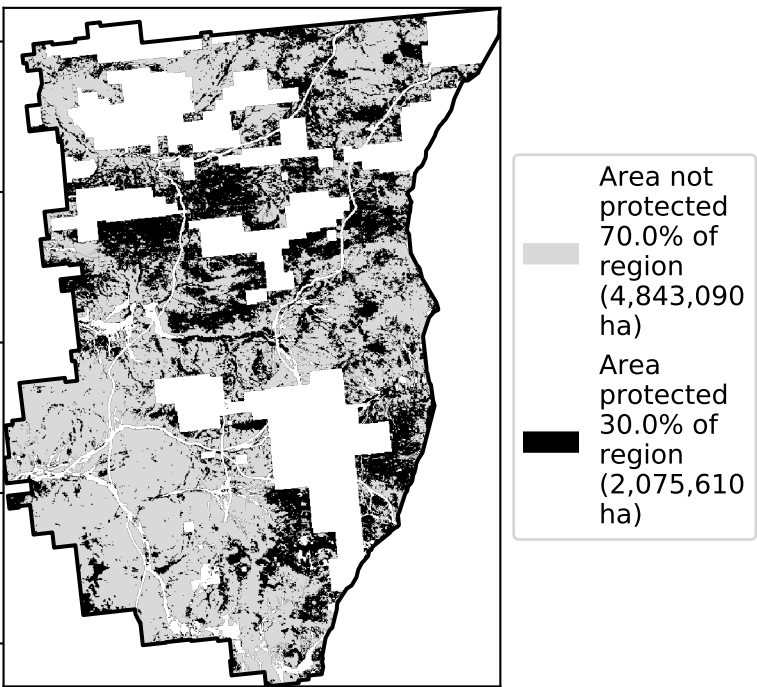 Area not
protected
70.0% of
region
(4,843,090
ha)
Area
protected
30.0% of
region
(2,075,610
ha)